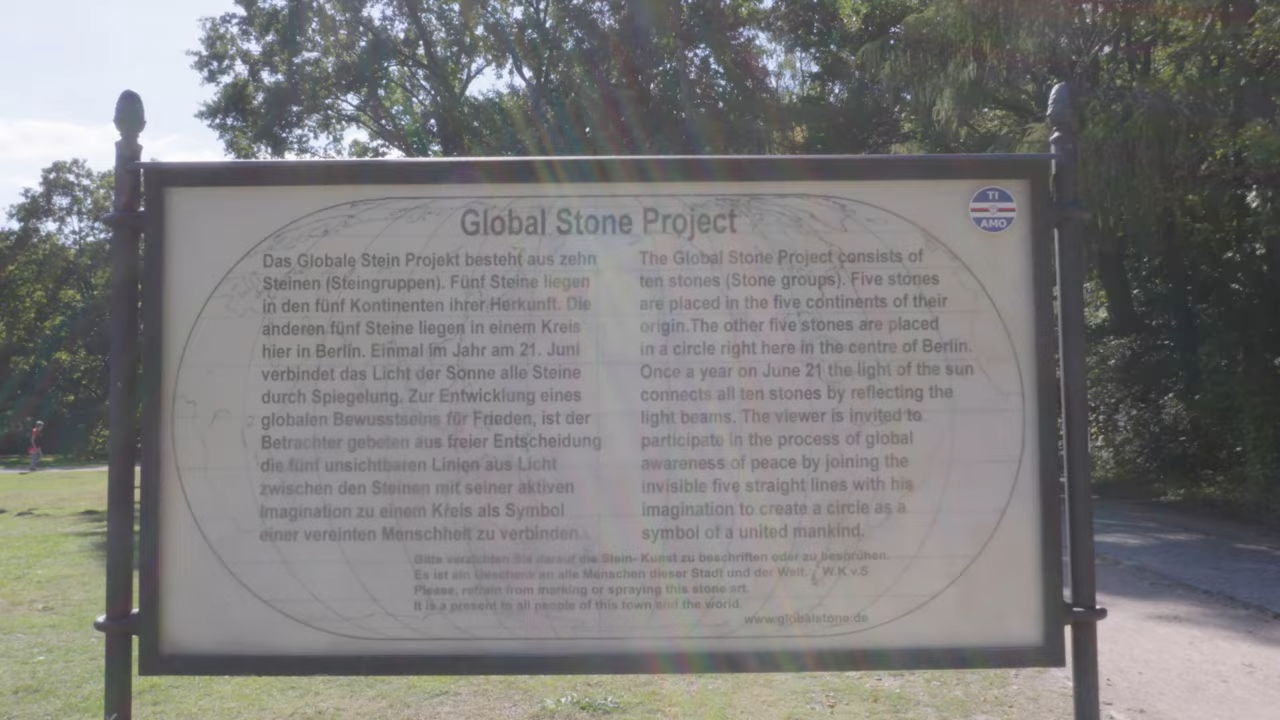 Global Stone Project
TI
AMO
Das Globale Stein Projekt besteht aus zehn
Steinen (Steingruppen). Fünf Steine liegen
in den fünf Kontinenten ihrer Herkunft. Die
anderen fünf Steine liegen in einem Kreis
hier in Berlin. Einmal im Jahr am 21. Juni
verbindet das Licht der Sonne alle Steine
durch Spiegelung. Zur Entwicklung eines
globalen Bewusstseins für Frieden, ist der
Betrachter gebeten aus freier Entscheidung
die fünf unsichtbaren Linien aus Licht
zwischen den Steinen mit seiner aktiven
Imagination zu einem Kreis als Symbol
einer vereinten Menschheit zu verbinden.
The Global Stone Project consists of
ten stones (Stone groups). Five stones
are placed in the five continents of their
origin.The other five stones are placed
in a circle right here in the centre of Berlin.
Once a year on June 21 the light of the sun
connects all ten stones by reflecting the
light beams. The viewer is invited to
participate in the process of global
awareness of peace by joining the
invisible five straight lines with his
imagination to create a circle as a
symbol of a united mankind.
Bitte verzichten Sie darauf die Stein- Kunst zu beschriften oder zu besprühen.
Es ist ein Geschenk an alle Menschen dieser Stadt und der Welt. W.K v.S
Please, refrain from marking or spraying this stone art.
It is a present to all people of this town and the world.
www.globalstone.de